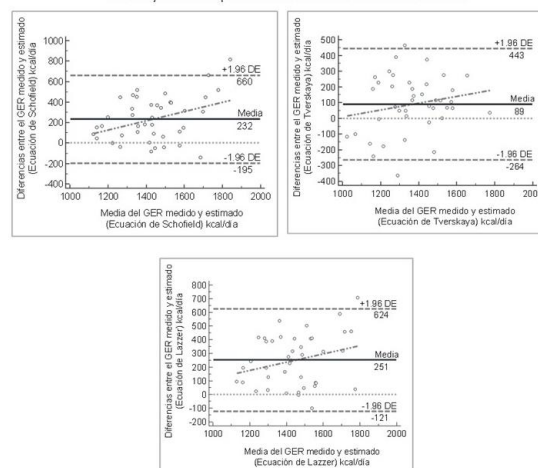 Diferencias entre el GER medido y estimado
(Ecuación de Schofield) kcal/día
1000
800
600
400
200
0
-200
-400
+1.96 DE
660
Media
232
-1.96 DE
-195
1000 1200 1400 1600 1800 2000
Media del GER medido y estimado
(Ecuación de Schofield) kcal/día
Diferencias entre el GER medido y estimado
(Ecuación de Tverskaya) kcal/día
500
400
300
200
100
0
-100
-200
-300
-400
+1.96 DE
443
Media
89
-1.96 DE
-264
1000 1200 1400 1600 1800 200
Media del GER medido y estimado
(Ecuación de Tverskaya) kcal/día
Diferencias entre el GER medido y estimado
(Ecuación de Lazzer) kcal/día
800
700
600
500
400
300
200
100
0
-100
-200
+1.96 DE
624
Media
251
-1.96 DE
-121
1000 1200 1400 1600 1800 2000
Media del GER medido y estimado
(Ecuación de Lazzer) kcal/día